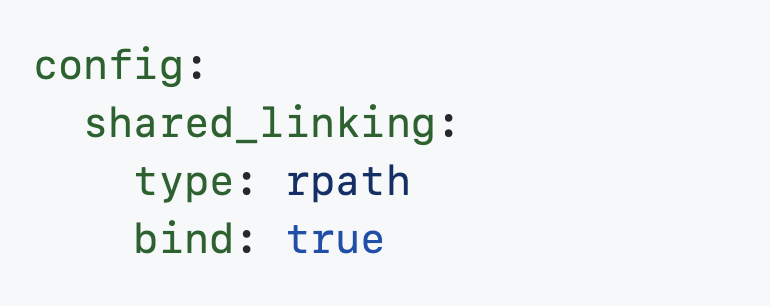 config:
  shared_linking:
    type: rpath
    bind: true